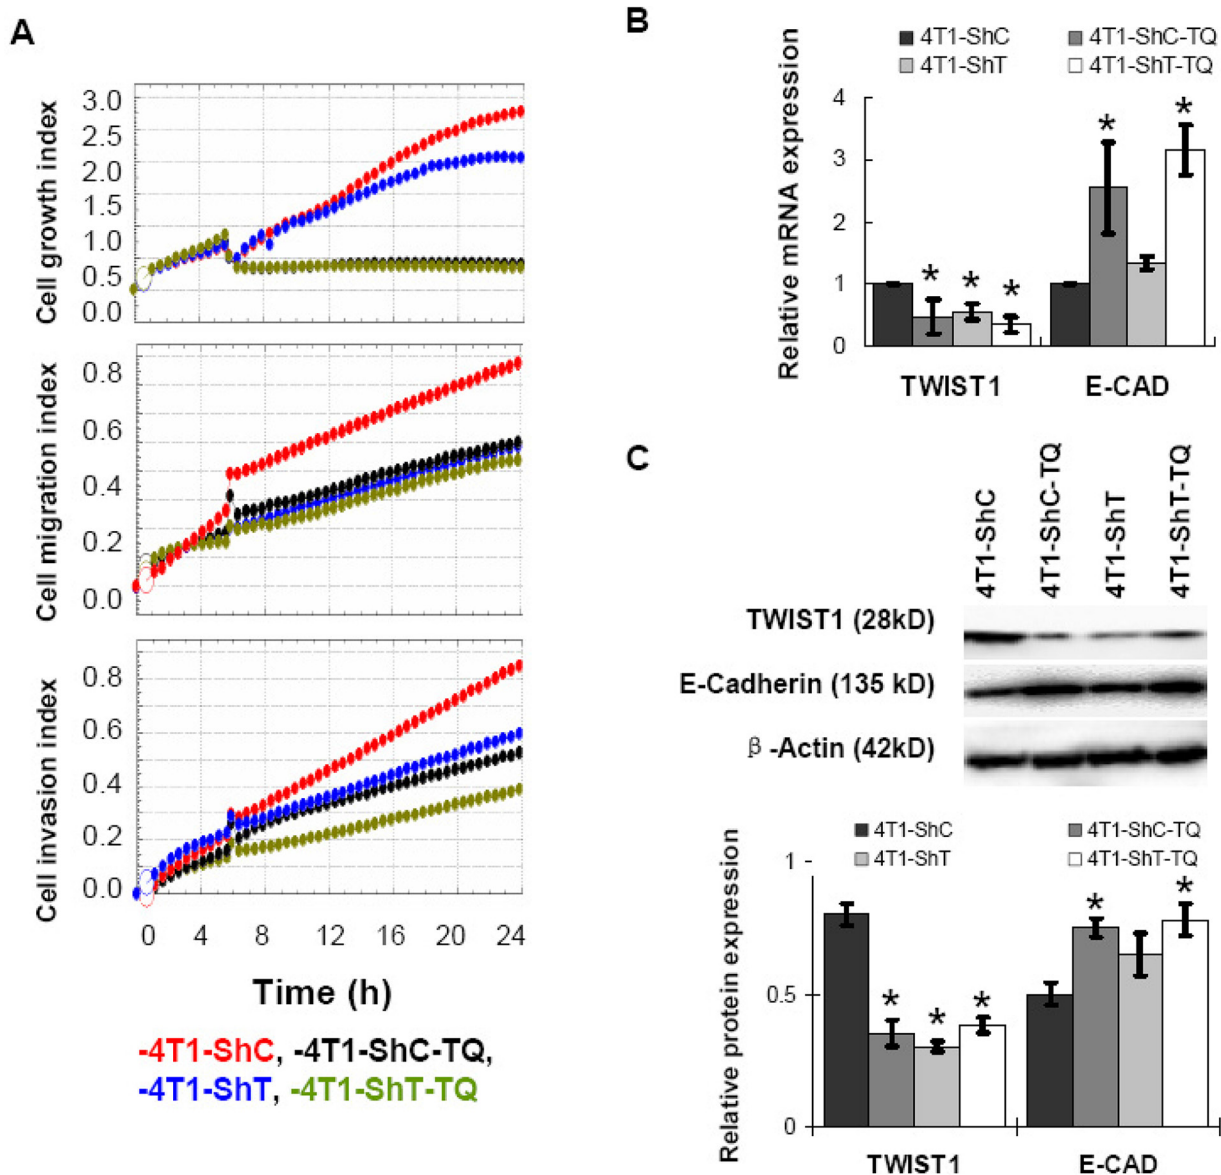 A
Cell growth index
3.0
2.0
1.5
1.0
0.5
0.0
Cell migration index
0.8
0.6
0.4
0.2
0.0
Cell invasion index
0.8
0.6
0.4
0.2
0.0
0 4 8 12 16 20 24
Time (h)
-4T1-ShC, -4T1-ShC-TQ,
-4T1-ShT, -4T1-ShT-TQ
B
4T1-ShC 4T1-ShC-TQ
4T1-ShT 4T1-ShT-TQ
Relative mRNA expression
4
3
2
1
0
* * * * *
TWIST1 E-CAD
C
4T1-ShC
4T1-ShC-TQ
4T1-ShT
4T1-ShT-TQ
TWIST1 (28kD)
E-Cadherin (135 kD)
β-Actin (42kD)
4T1-ShC 4T1-ShC-TQ
4T1-ShT 4T1-ShT-TQ
Relative protein expression
1
0.5
0
* * * * *
TWIST1 E-CAD